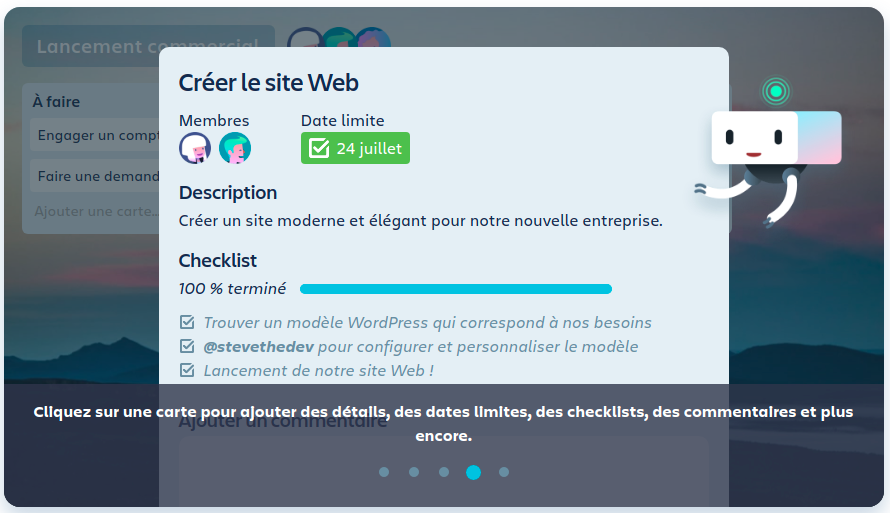 Lancement commercial
À faire
Engager un compt
Faire une demand
Ajouter une carte...
Créer le site Web
Membres
Date limite
24 juillet
Description
Créer un site moderne et élégant pour notre nouvelle entreprise.
Checklist
100 % terminé
Trouver un modèle WordPress qui correspond à nos besoins
@stevethedev pour configurer et personnaliser le modèle
Lancement de notre site Web !
Ajouter un commentaire
Cliquez sur une carte pour ajouter des détails, des dates limites, des checklists, des commentaires et plus
encore.